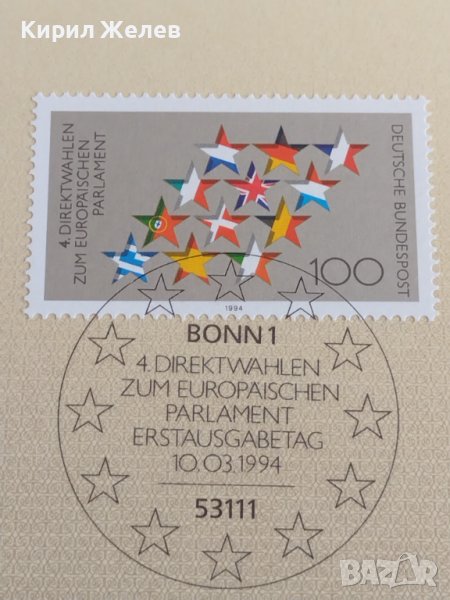 Кирил Желев
4. DIREKTWAHLEN
ZUM EUROPÄISCHEN
PARLAMENT
DEUTSCHE BUNDESPOST
100
1994
BONN 1
4. DIREKTWAHLEN
ZUM EUROPÄISCHEN
PARLAMENT
ERSTAUSGABETAG
10.03.1994
53111
BAZAR